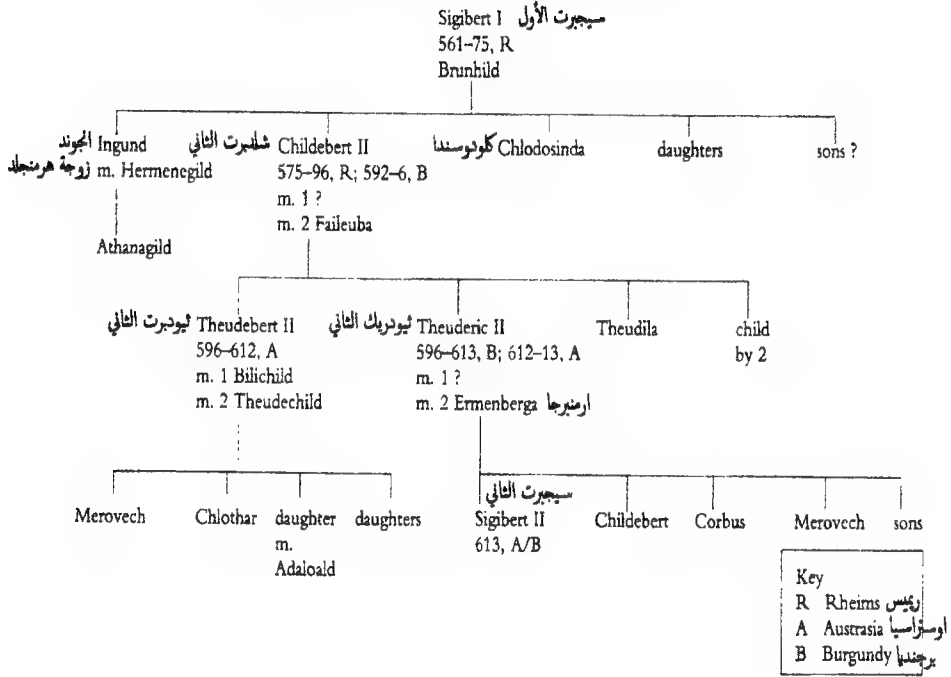 Sigibert I سيجبرت الأول
561–75, R
Brunhild
الجوند Ingund
زوجة هرمنجلد m. Hermenegild
Athanagild
شلدبرت الثاني Childebert II
575–96, R; 592–6, B
m. 1 ?
m. 2 Faileuba
كلودوسندا Chlodosinda
daughters
sons ?
ثيودبرت الثاني Theudebert II
596–612, A
m. 1 Bilichild
m. 2 Theudechild
ثيودريك الثاني Theuderic II
596–613, B; 612–13, A
m. 1 ?
m. 2 Ermenberga ارمنبرجا
Theudila
child
by 2
Merovech
Chlothar
daughter
m.
Adaloald
daughters
سيجبرت الثاني
Sigibert II
613, A/B
Childebert
Corbus
Merovech
sons
Key
R Rheims ريميس
A Austrasia اوستراسيا
B Burgundy برجنديا